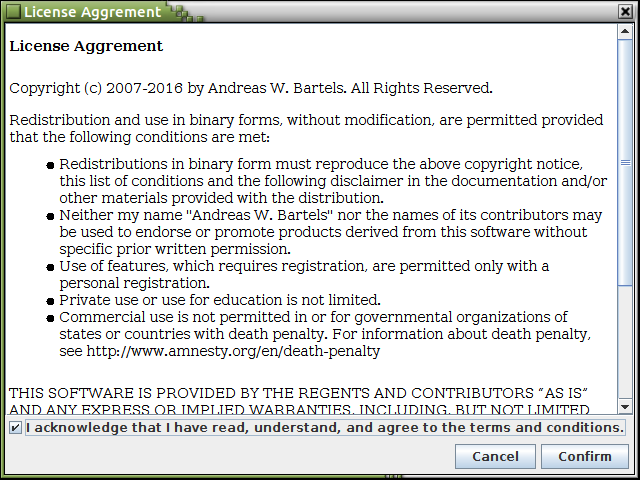 License Aggrement
License Aggrement
Copyright (c) 2007-2016 by Andreas W. Bartels. All Rights Reserved.
Redistribution and use in binary forms, without modification, are permitted provided
that the following conditions are met:
Redistributions in binary form must reproduce the above copyright notice,
this list of conditions and the following disclaimer in the documentation and/or
other materials provided with the distribution.
Neither my name "Andreas W. Bartels" nor the names of its contributors may
be used to endorse or promote products derived from this software without
specific prior written permission.
Use of features, which requires registration, are permitted only with a
personal registration.
Private use or use for education is not limited.
Commercial use is not permitted in or for governmental organizations of
states or countries with death penalty. For information about death penalty,
see http://www.amnesty.org/en/death-penalty
THIS SOFTWARE IS PROVIDED BY THE REGENTS AND CONTRIBUTORS “AS IS”
AND ANY EXPRESS OR IMPLIED WARRANTIES, INCLUDING, BUT NOT LIMITED
I acknowledge that I have read, understand, and agree to the terms and conditions.
Cancel
Confirm